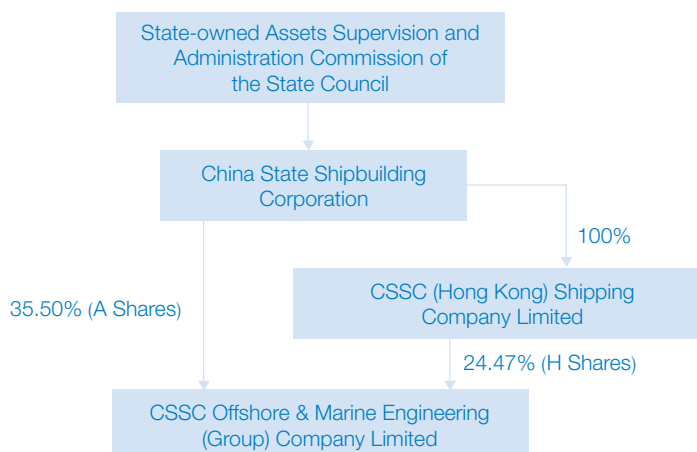 State-owned Assets Supervision and
Administration Commission of
the State Council
China State Shipbuilding
Corporation
100%
CSSC (Hong Kong) Shipping
Company Limited
35.50% (A Shares)
24.47% (H Shares)
CSSC Offshore & Marine Engineering
(Group) Company Limited